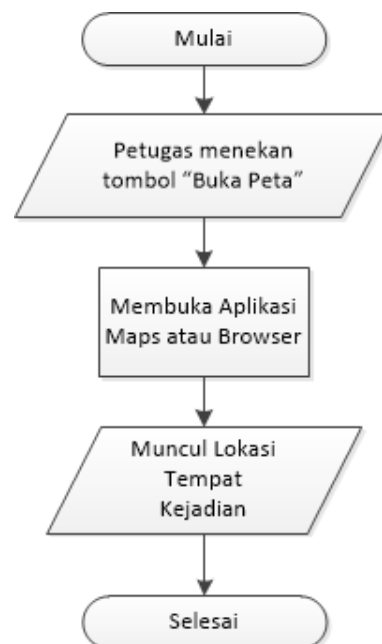 Mulai
Petugas menekan
tombol “Buka Peta”
Membuka Aplikasi
Maps atau Browser
Muncul Lokasi
Tempat
Kejadian
Selesai